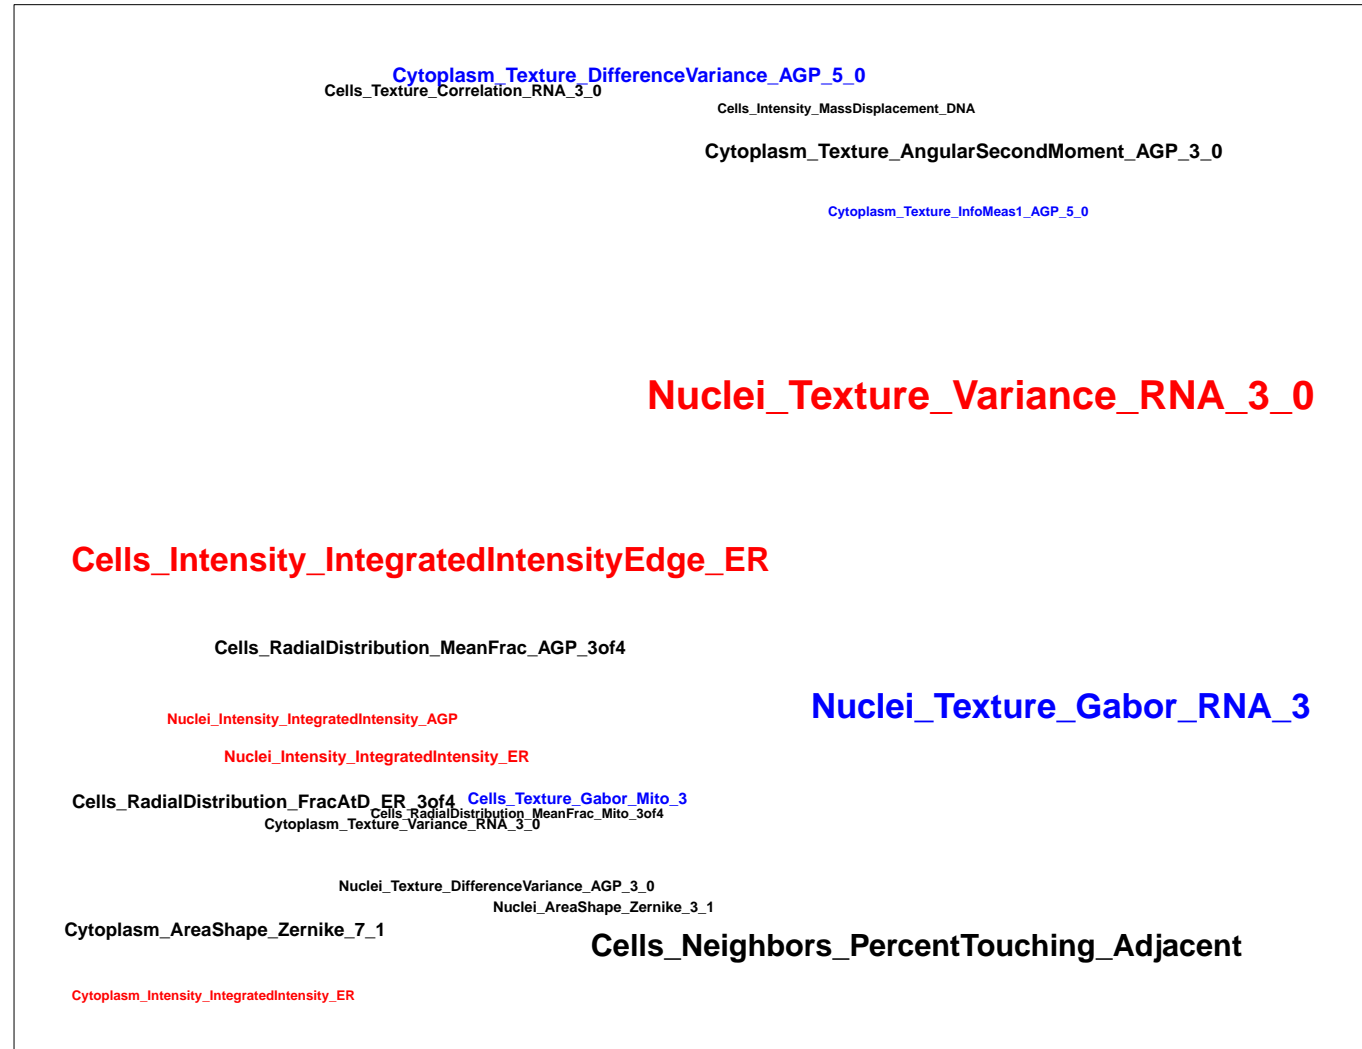 Cytoplasm_Texture_DifferenceVariance_AGP_5_0
Cells_Texture_Correlation_RNA_3_0
Cells_Intensity_MassDisplacement_DNA
Cytoplasm_Texture_AngularSecondMoment_AGP_3_0
Cytoplasm_Texture_InfoMeas1_AGP_5_0
Nuclei_Texture_Variance_RNA_3_0
Cells_Intensity_IntegratedIntensityEdge_ER
Cells_RadialDistribution_MeanFrac_AGP_3of4
Nuclei_Texture_Gabor_RNA_3
Nuclei_Intensity_IntegratedIntensity_AGP
Nuclei_Intensity_IntegratedIntensity_ER
Cells_RadialDistribution_FracAtD_ER_3of4
Cells_Texture_Gabor_Mito_3
Cells_RadialDistribution_MeanFrac_Mito_3of4
Cytoplasm_Texture_Variance_RNA_3_0
Nuclei_Texture_DifferenceVariance_AGP_3_0
Nuclei_AreaShape_Zernike_3_1
Cytoplasm_AreaShape_Zernike_7_1
Cells_Neighbors_PercentTouching_Adjacent
Cytoplasm_Intensity_IntegratedIntensity_ER